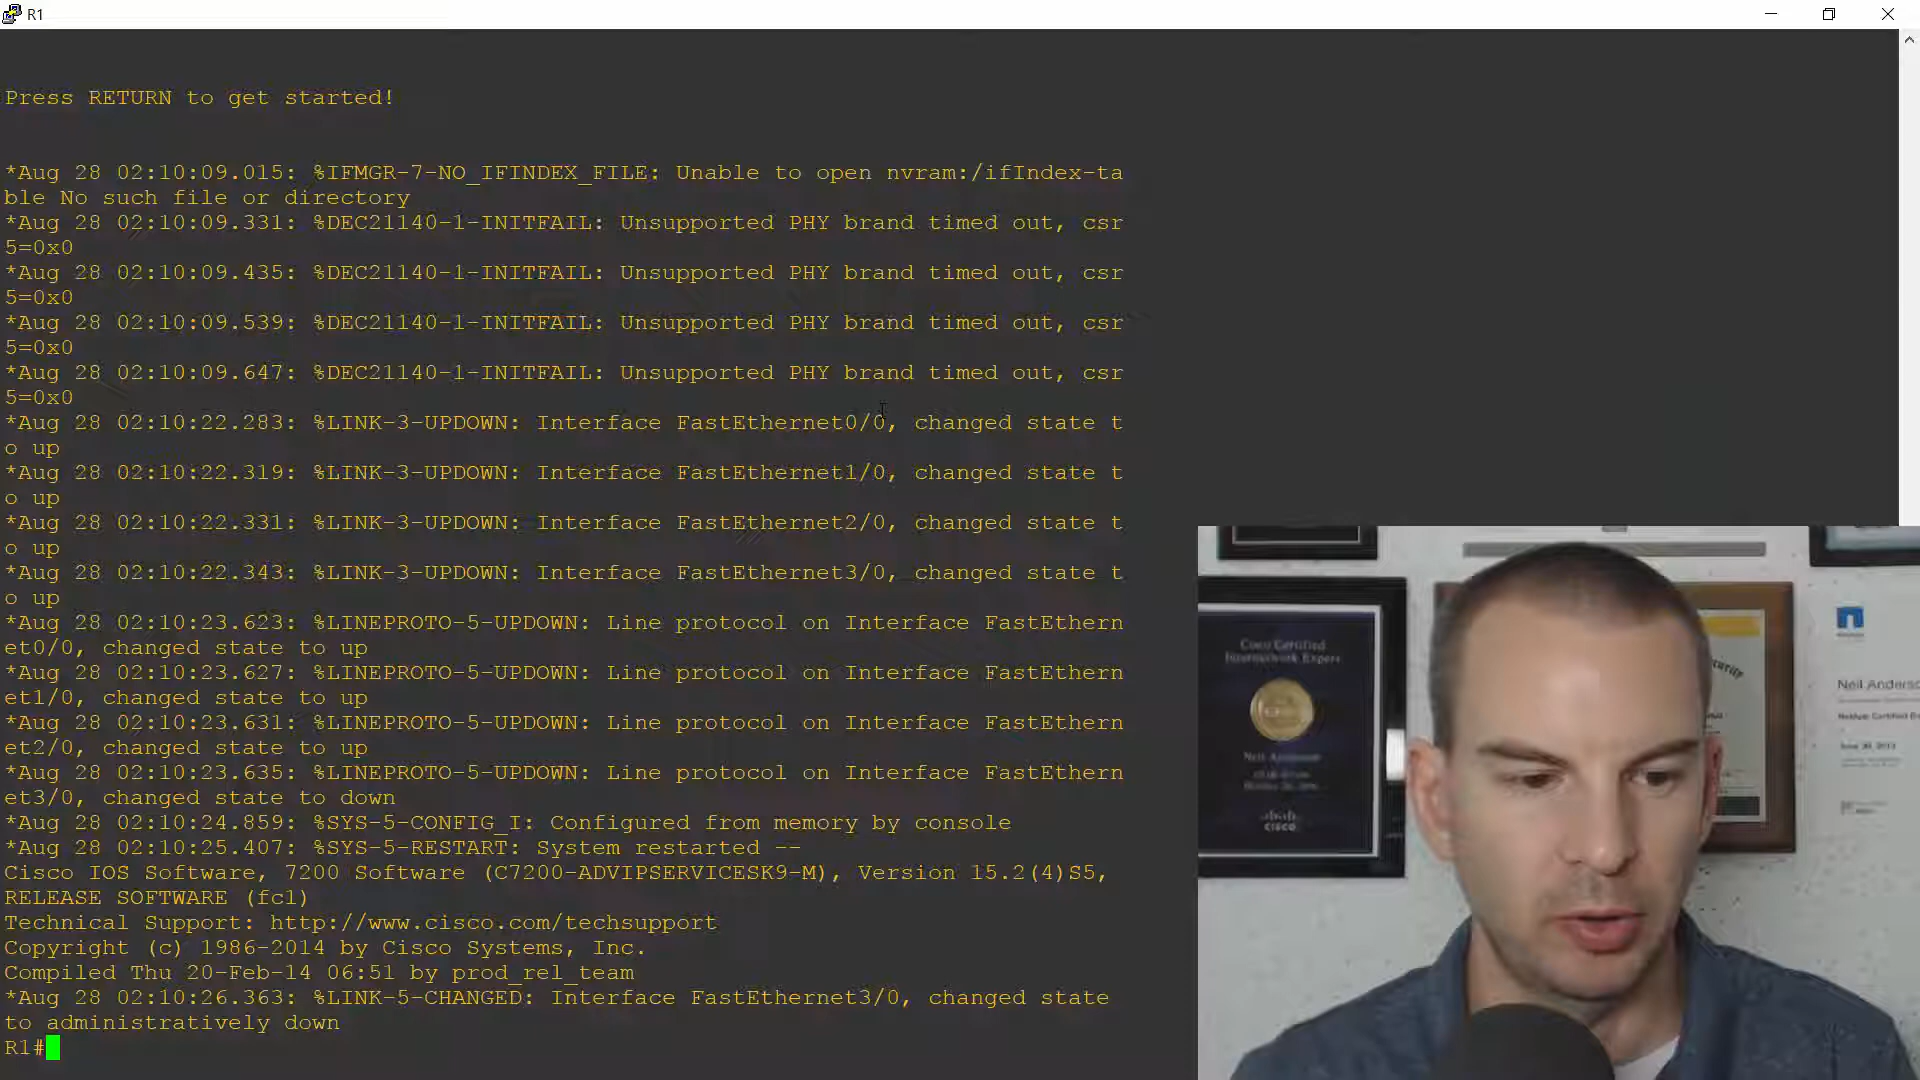 R1
Press RETURN to get started!
*Aug 28 02:10:09.015: %IFMGR-7-NO_IFINDEX_FILE: Unable to open nvram:/ifIndex-ta
ble No such file or directory
*Aug 28 02:10:09.331: %DEC21140-1-INITFAIL: Unsupported PHY brand timed out, csr
5=0x0
*Aug 28 02:10:09.435: %DEC21140-1-INITFAIL: Unsupported PHY brand timed out, csr
5=0x0
*Aug 28 02:10:09.539: %DEC21140-1-INITFAIL: Unsupported PHY brand timed out, csr
5=0x0
*Aug 28 02:10:09.647: %DEC21140-1-INITFAIL: Unsupported PHY brand timed out, csr
5=0x0
*Aug 28 02:10:22.283: %LINK-3-UPDOWN: Interface FastEthernet0/0, changed state t
o up
*Aug 28 02:10:22.319: %LINK-3-UPDOWN: Interface FastEthernet1/0, changed state t
o up
*Aug 28 02:10:22.331: %LINK-3-UPDOWN: Interface FastEthernet2/0, changed state t
o up
*Aug 28 02:10:22.343: %LINK-3-UPDOWN: Interface FastEthernet3/0, changed state t
o up
*Aug 28 02:10:23.623: %LINEPROTO-5-UPDOWN: Line protocol on Interface FastEthern
et0/0, changed state to up
*Aug 28 02:10:23.627: %LINEPROTO-5-UPDOWN: Line protocol on Interface FastEthern
et1/0, changed state to up
*Aug 28 02:10:23.631: %LINEPROTO-5-UPDOWN: Line protocol on Interface FastEthern
et2/0, changed state to up
*Aug 28 02:10:23.635: %LINEPROTO-5-UPDOWN: Line protocol on Interface FastEthern
et3/0, changed state to down
*Aug 28 02:10:24.859: %SYS-5-CONFIG_I: Configured from memory by console
*Aug 28 02:10:25.407: %SYS-5-RESTART: System restarted --
Cisco IOS Software, 7200 Software (C7200-ADVIPSERVICESK9-M), Version 15.2(4)S5,
RELEASE SOFTWARE (fc1)
Technical Support: http://www.cisco.com/techsupport
Copyright (c) 1986-2014 by Cisco Systems, Inc.
Compiled Thu 20-Feb-14 06:51 by prod_rel_team
*Aug 28 02:10:26.363: %LINK-5-CHANGED: Interface FastEthernet3/0, changed state
to administratively down
R1#
Cisco Certified
Internetwork Expert
Neil Anderson
CISCO
Neil Anders